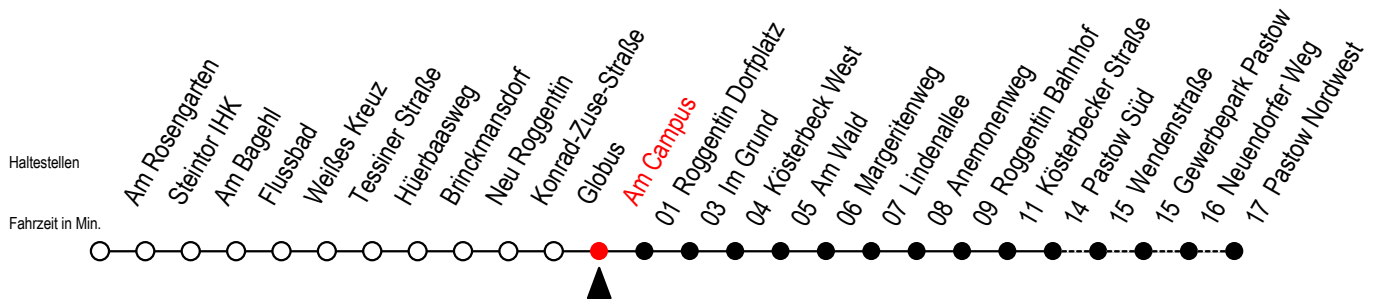 Haltestellen
Fahrzeit in Min.
Am Rosengarten
Steintor IHK
Am Bagehl
Flussbad
Weißes Kreuz
Tessiner Straße
Hüerbaasweg
Brinckmansdorf
Neu Roggentin
Konrad-Zuse-Straße
Globus
Am Campus
01 Roggentin Dorfplatz
03 Im Grund
04 Kösterbeck West
05 Am Wald
06 Margeritenweg
07 Lindenallee
08 Anemonenweg
09 Roggentin Bahnhof
11 Kösterbecker Straße
14 Pastow Süd
15 Wendenstraße
15 Gewerbepark Pastow
16 Neuendorfer Weg
17 Pastow Nordwest